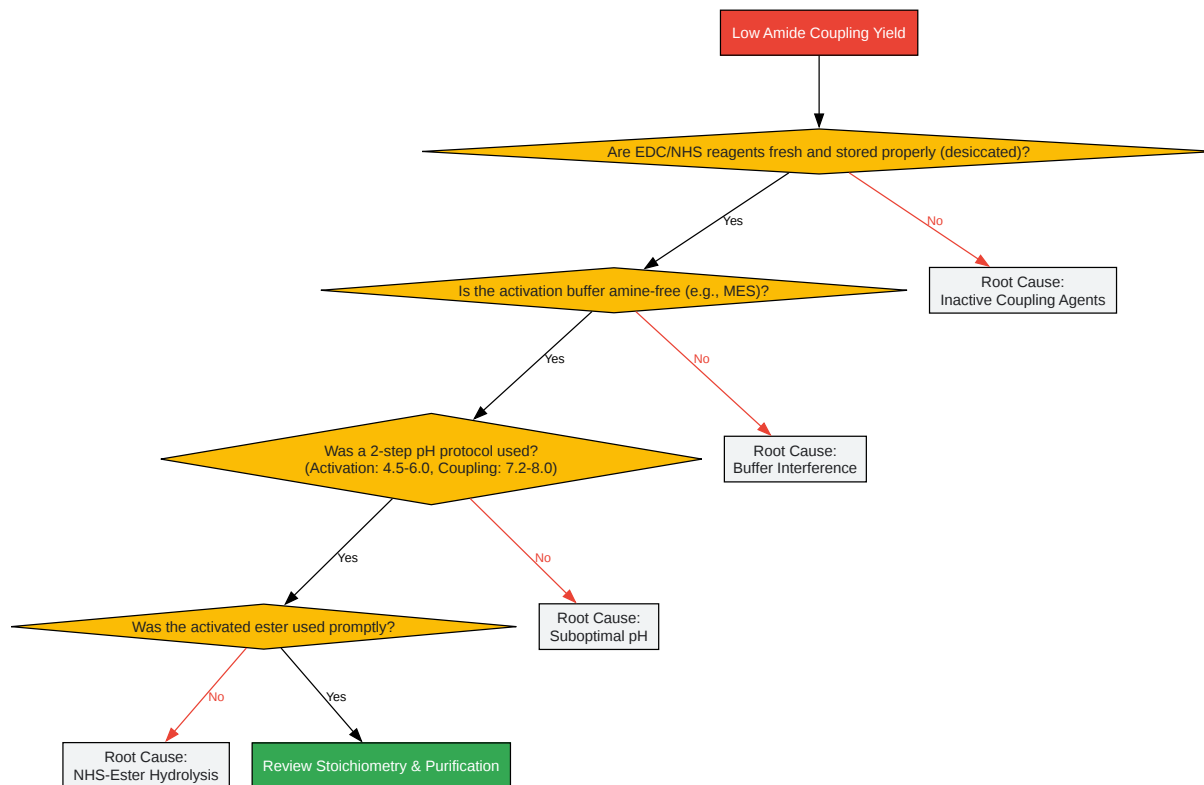 Low Amide Coupling Yield
Are EDC/NHS reagents fresh and stored properly (desiccated)?
Yes
No
Is the activation buffer amine-free (e.g., MES)?
Root Cause:
Inactive Coupling Agents
Yes
No
Was a 2-step pH protocol used?
(Activation: 4.5-6.0, Coupling: 7.2-8.0)
Root Cause:
Buffer Interference
Yes
No
Was the activated ester used promptly?
Root Cause:
Suboptimal pH
No
Yes
Root Cause:
NHS-Ester Hydrolysis
Review Stoichiometry & Purification